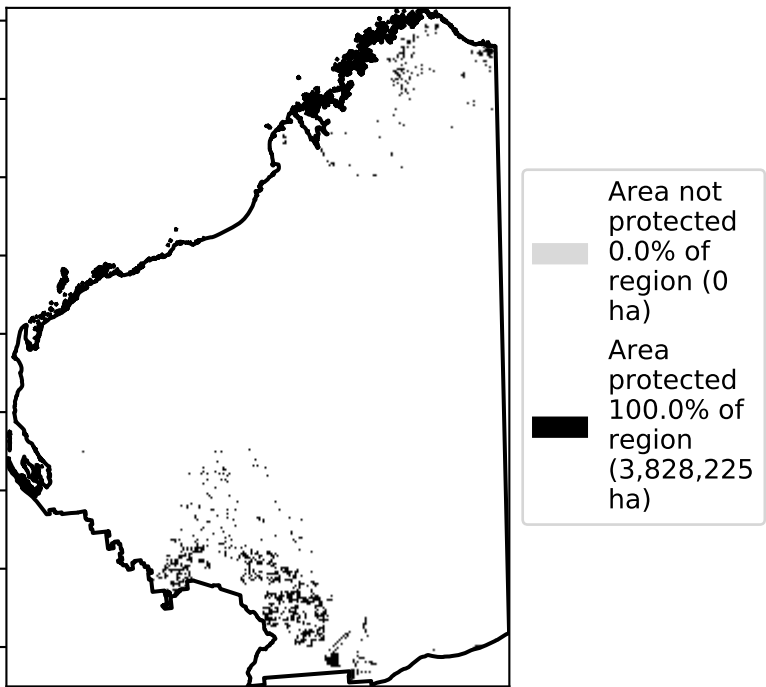 Area not
protected
0.0% of
region (0
ha)
Area
protected
100.0% of
region
(3,828,225
ha)